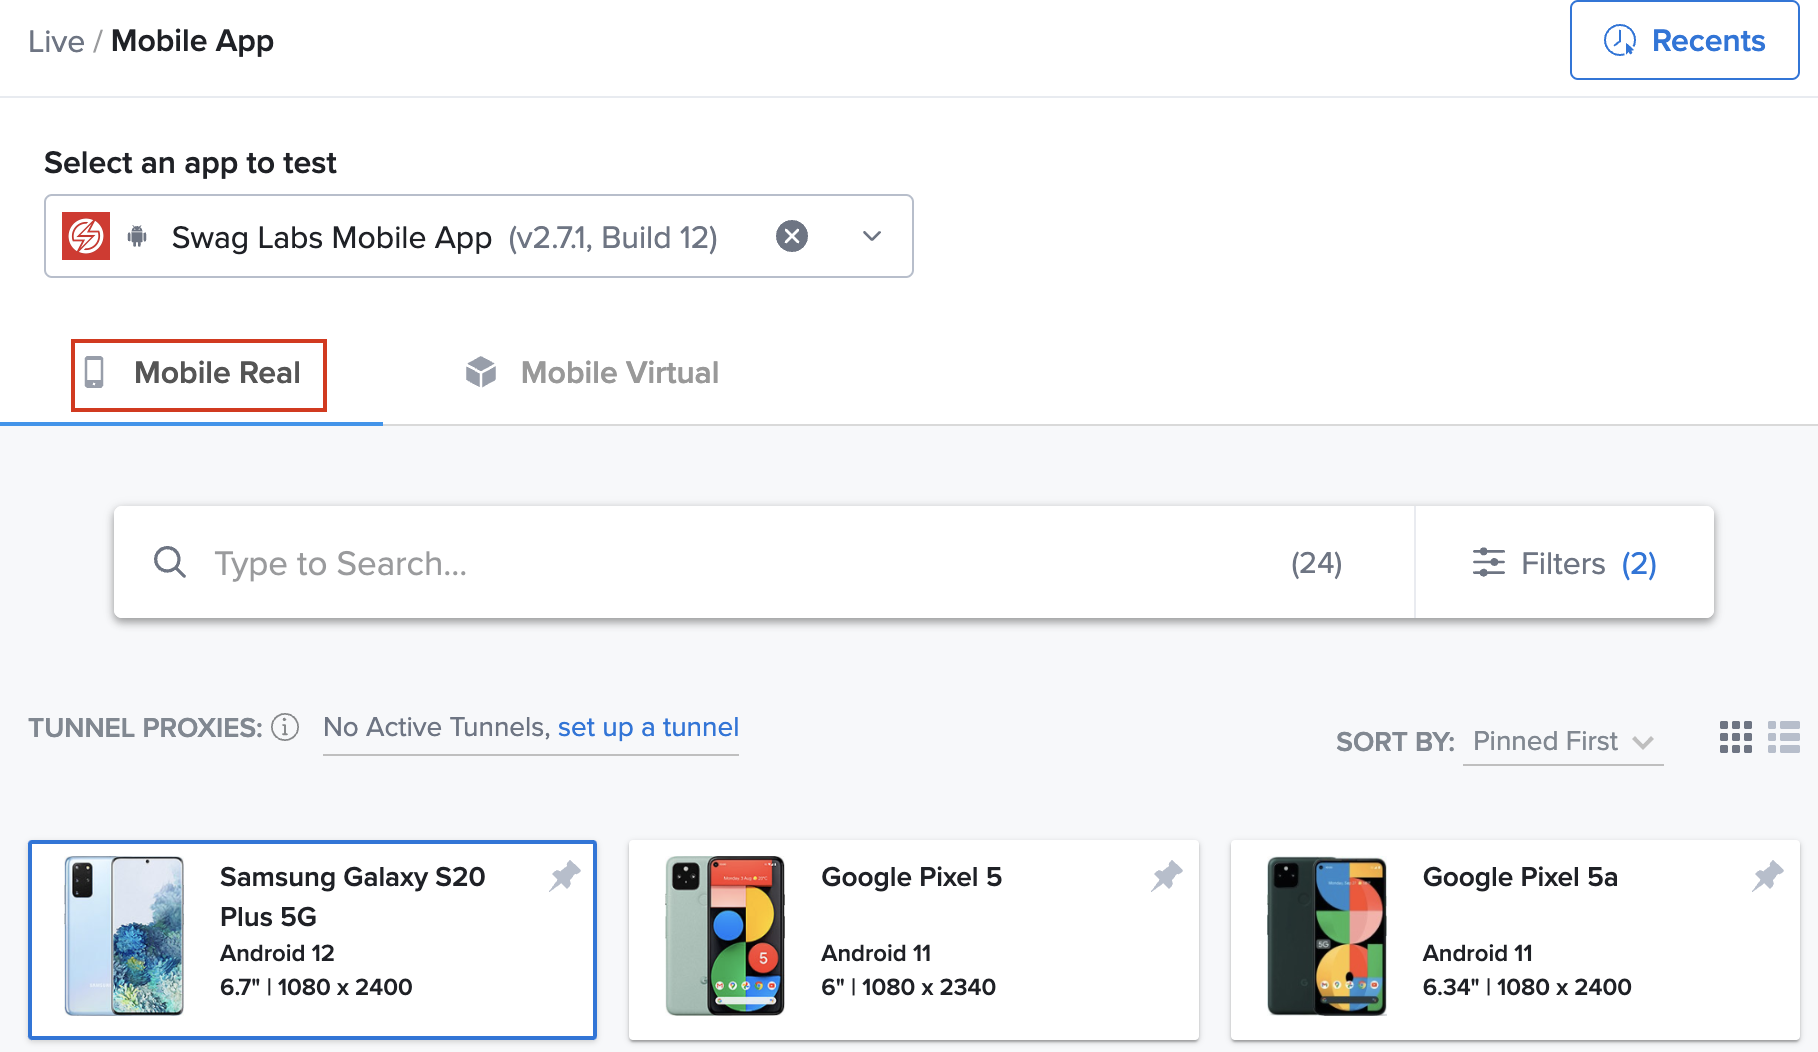 Live / Mobile App
Recents
Select an app to test
Swag Labs Mobile App (v2.7.1, Build 12)
Mobile Real
Mobile Virtual
Type to Search...
(24)
Filters (2)
TUNNEL PROXIES: No Active Tunnels, set up a tunnel
SORT BY: Pinned First
Samsung Galaxy S20
Plus 5G
Android 12
6.7" | 1080 x 2400
Google Pixel 5
Android 11
6" | 1080 x 2340
5
Google Pixel 5a
Android 11
6.34" | 1080 x 2400
5G